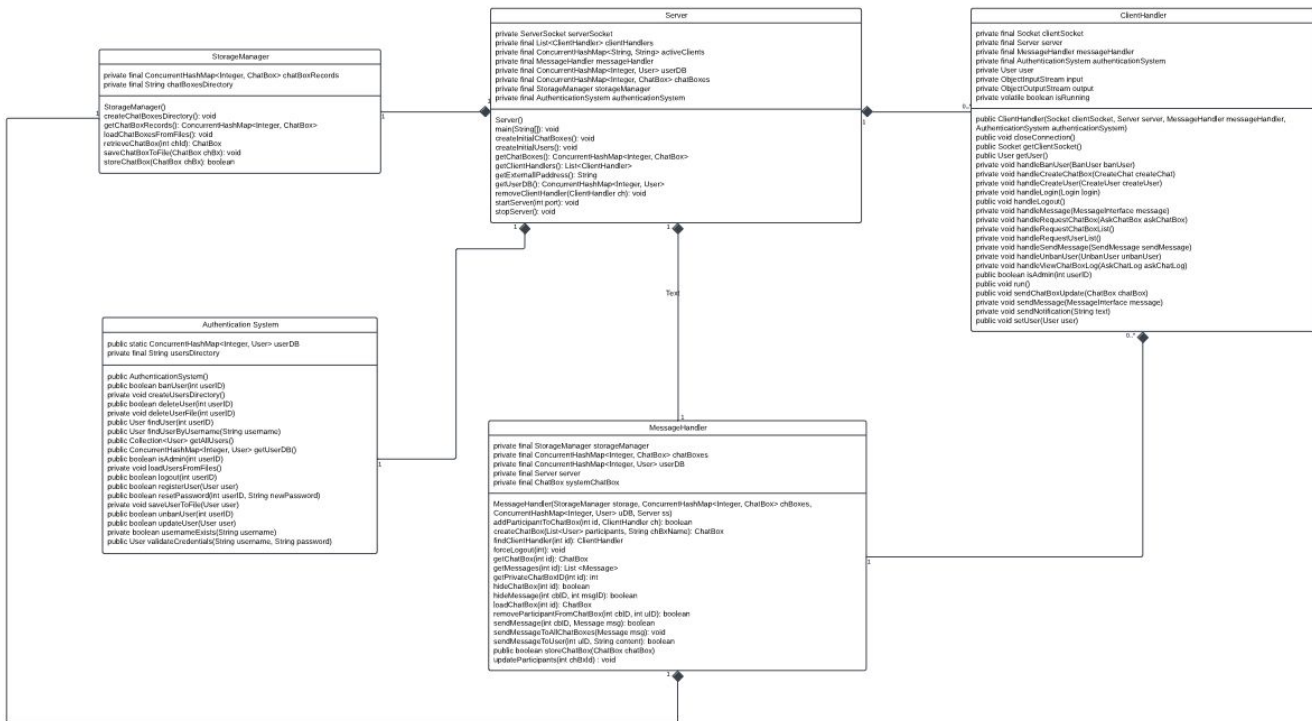 StorageManager
private final ConcurrentHashMap<Integer, ChatBox> chatBoxRecords
private final String chatBoxesDirectory
StorageManager()
createChatBoxesDirectory(): void
getChatBoxRecords(): ConcurrentHashMap<Integer, ChatBox>
loadChatBoxesFromFiles(): void
retrieveChatBox(int chId): ChatBox
saveChatBoxToFile(ChatBox chBx): void
storeChatBox(ChatBox chBx): boolean
1
1
Server
private ServerSocket serverSocket
private final List<ClientHandler> clientHandlers
private final ConcurrentHashMap<String, String> activeClients
private final MessageHandler messageHandler
private final ConcurrentHashMap<Integer, User> userDB
private final ConcurrentHashMap<Integer, ChatBox> chatBoxes
private final StorageManager storageManager
private final AuthenticationSystem authenticationSystem
Server()
main(String[]): void
createInitialChatBoxes(): void
createInitialUsers(): void
getChatBoxes(): ConcurrentHashMap<Integer, ChatBox>
getClientHandlers(): List<ClientHandler>
getExternalIPaddress(): String
getUserDB(): ConcurrentHashMap<Integer, User>
removeClientHandler(ClientHandler ch): void
startServer(int port): void
stopServer(): void
1
1
1
1
0..*
ClientHandler
private final Socket clientSocket
private final Server server
private final MessageHandler messageHandler
private final AuthenticationSystem authenticationSystem
private User user
private ObjectInputStream input
private ObjectOutputStream output
private volatile boolean isRunning
public ClientHandler(Socket clientSocket, Server server, MessageHandler messageHandler,
AuthenticationSystem authenticationSystem)
public void closeConnection()
public Socket getClientSocket()
public User getUser()
private void handleBanUser(BanUser banUser)
private void handleCreateChatBox(CreateChat createChat)
private void handleCreateUser(CreateUser createUser)
private void handleLogin(Login login)
public void handleLogout()
private void handleMessage(MessageInterface message)
private void handleRequestChatBox(AskChatBox askChatBox)
private void handleRequestChatBoxList()
private void handleRequestUserList()
private void handleSendMessage(SendMessage sendMessage)
private void handleUnbanUser(UnbanUser unbanUser)
private void handleViewChatBoxLog(AskChatLog askChatLog)
public boolean isAdmin(int userID)
public void run()
public void sendChatBoxUpdate(ChatBox chatBox)
private void sendMessage(MessageInterface message)
private void sendNotification(String text)
public void setUser(User user)
0..*
Text
Authentication System
public static ConcurrentHashMap<Integer, User> userDB
private final String usersDirectory
public AuthenticationSystem()
public boolean banUser(int userID)
private void createUsersDirectory()
public boolean deleteUser(int userID)
private void deleteUserFile(int userID)
public User findUser(int userID)
public User findUserByUsername(String username)
public Collection<User> getAllUsers()
public ConcurrentHashMap<Integer, User> getUserDB()
public boolean isAdmin(int userID)
private void loadUsersFromFiles()
public boolean logout(int userID)
public boolean registerUser(User user)
public boolean resetPassword(int userID, String newPassword)
private void saveUserToFile(User user)
public boolean unbanUser(int userID)
public boolean updateUser(User user)
private boolean usernameExists(String username)
public User validateCredentials(String username, String password)
1
1
MessageHandler
private final StorageManager storageManager
private final ConcurrentHashMap<Integer, ChatBox> chatBoxes
private final ConcurrentHashMap<Integer, User> userDB
private final Server server
private final ChatBox systemChatBox
MessageHandler(StorageManager storage, ConcurrentHashMap<Integer, ChatBox> chBoxes,
ConcurrentHashMap<Integer, User> uDB, Server ss)
addParticipantToChatBox(int id, ClientHandler ch): boolean
createChatBox(List<User> participants, String chBxName): ChatBox
findClientHandler(int id): ClientHandler
forceLogout(int): void
getChatBox(int id): ChatBox
getMessages(int id): List <Message>
getPrivateChatBoxID(int id): int
hideChatBox(int id): boolean
hideMessage(int cbID, int msgID): boolean
loadChatBox(int id): ChatBox
removeParticipantFromChatBox(int cbID, int uID): boolean
sendMessage(int cbID, Message msg): boolean
sendMessageToAllChatBoxes(Message msg): void
sendMessageToUser(int uID, String content): boolean
public boolean storeChatBox(ChatBox chatBox)
updateParticipants(int chBxId) : void
1
1